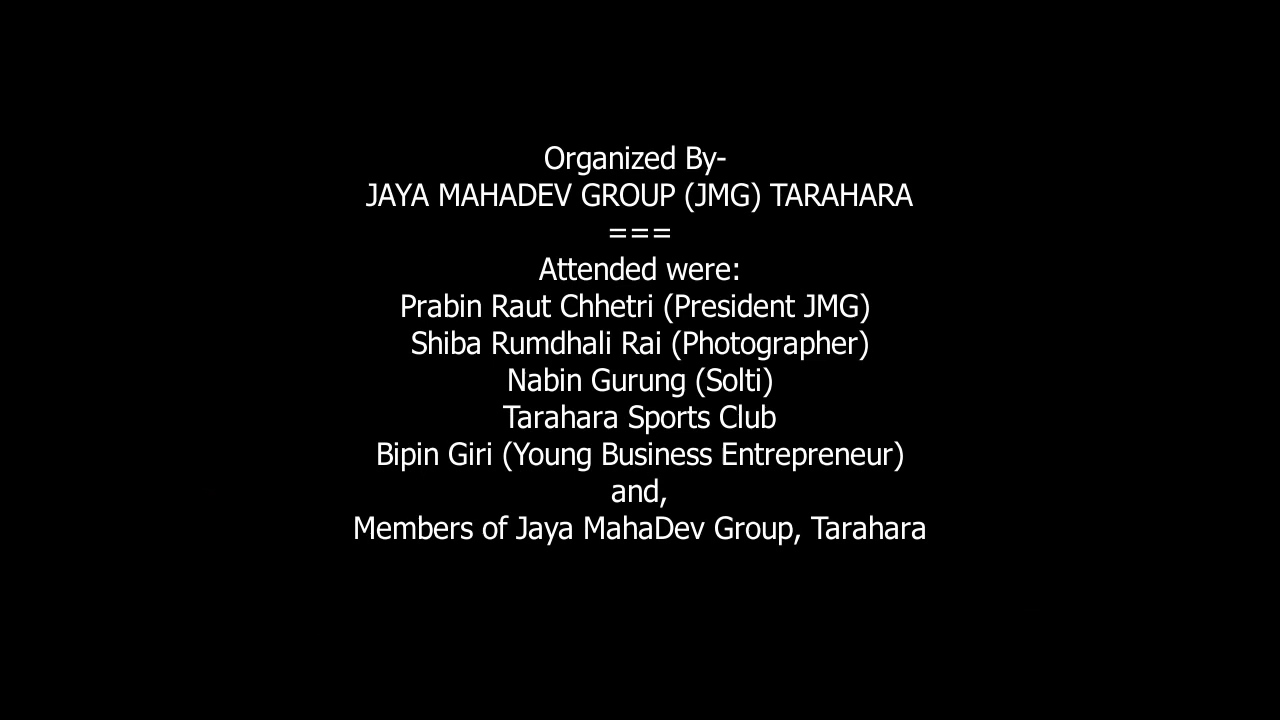 Organized By-
JAYA MAHADEV GROUP (JMG) TARAHARA
===
Attended were:
Prabin Raut Chhetri (President JMG)
Shiba Rumdhali Rai (Photographer)
Nabin Gurung (Solti)
Tarahara Sports Club
Bipin Giri (Young Business Entrepreneur)
and,
Members of Jaya MahaDev Group, Tarahara